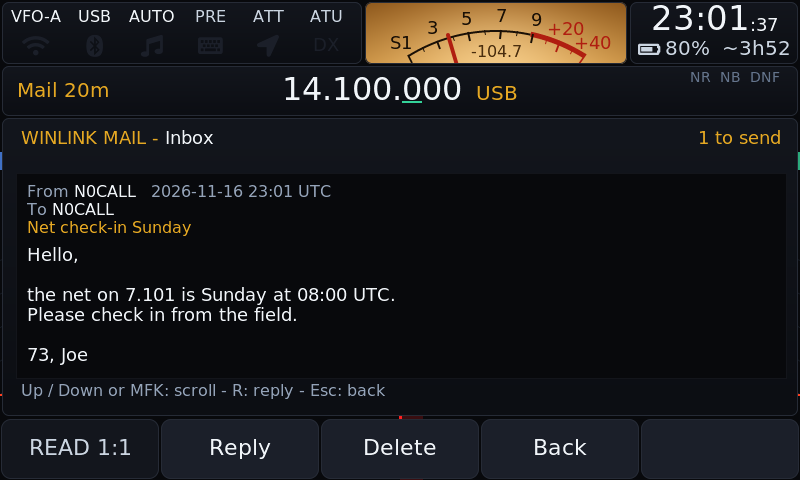 VFO-A USB AUTO PRE ATT ATU
DX
S1 3 5 7 9 +20 +40
-104.7
23:01:37
80% ~3h52
Mail 20m
14.100.000 USB
NR NB DNF
WINLINK MAIL - Inbox
1 to send
From N0CALL 2026-11-16 23:01 UTC
To N0CALL
Net check-in Sunday
Hello,
the net on 7.101 is Sunday at 08:00 UTC.
Please check in from the field.
73, Joe
Up / Down or MFK: scroll - R: reply - Esc: back
READ 1:1 Reply Delete Back